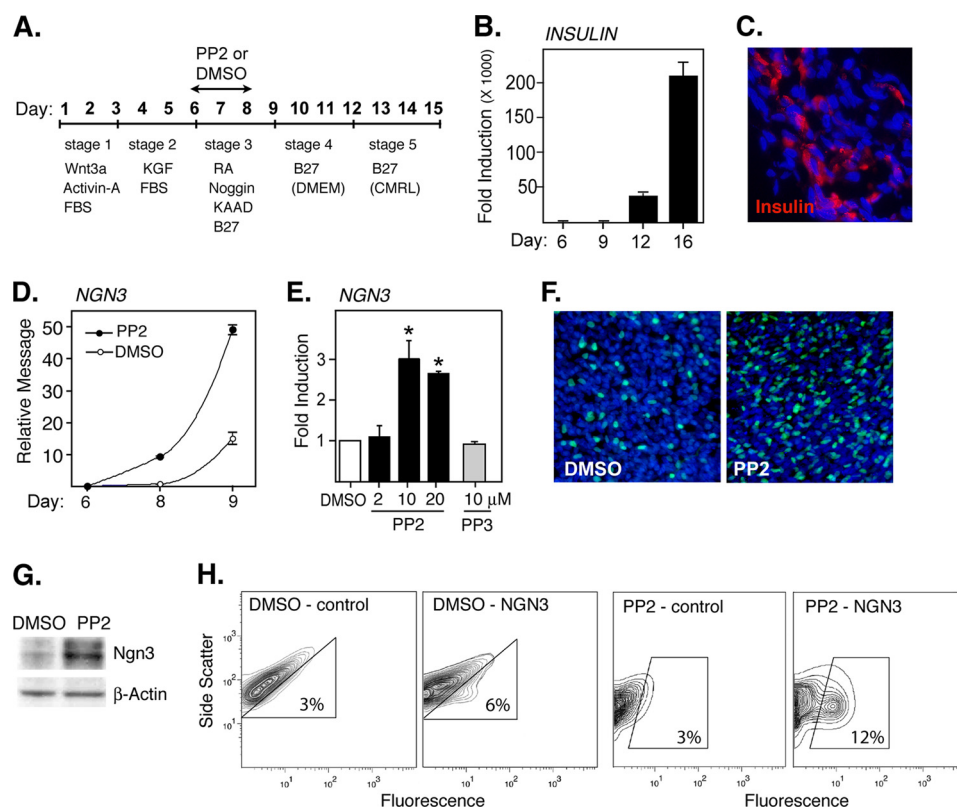 A.
PP2 or
DMSO
Day: 1 2 3 4 5 6 7 8 9 10 11 12 13 14 15
stage 1 stage 2 stage 3 stage 4 stage 5
Wnt3a KGF RA B27 B27
Activin-A FBS Noggin (DMEM) (CMRL)
FBS KAAD
B27
B.
INSULIN
Fold Induction (X 1000)
200
150
100
50
Day: 6 9 12 16
C.
Insulin
D.
NGN3
Relative Message
50
40
30
20
10
PP2
DMSO
Day: 6 8 9
E.
NGN3
Fold Induction
3
2
1
* *
DMSO 2 10 20 10 μM
PP2 PP3
F.
DMSO
PP2
G.
DMSO PP2
Ngn3
β-Actin
H.
Side Scatter
DMSO - control
10³
10²
10¹
3%
10¹ 10²
DMSO - NGN3
6%
10¹ 10²
PP2 - control
3%
10¹ 10²
PP2 - NGN3
12%
10¹ 10²
Fluorescence Fluorescence